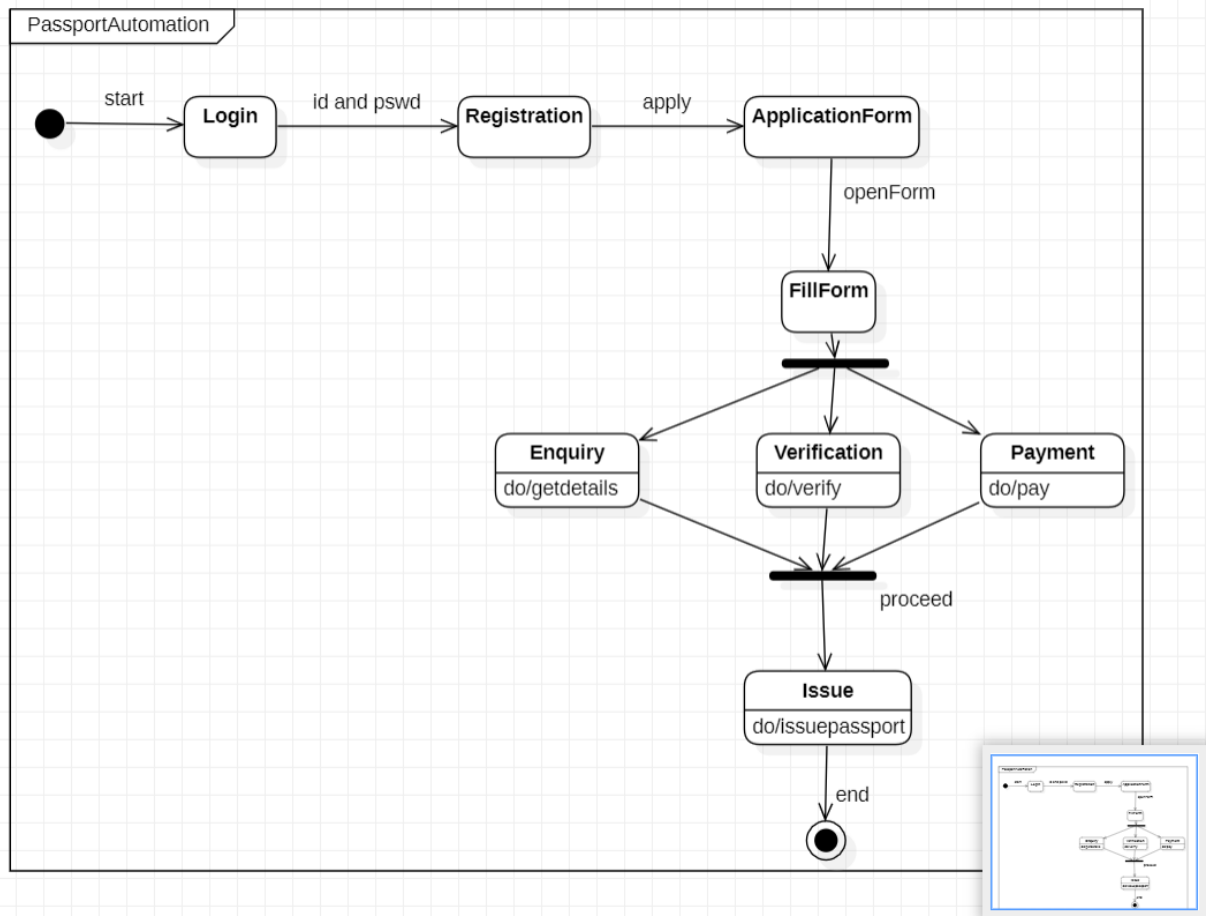 PassportAutomation
start
Login
id and pswd
Registration
apply
ApplicationForm
openForm
FillForm
Enquiry
do/getdetails
Verification
do/verify
Payment
do/pay
proceed
Issue
do/issuepassport
end